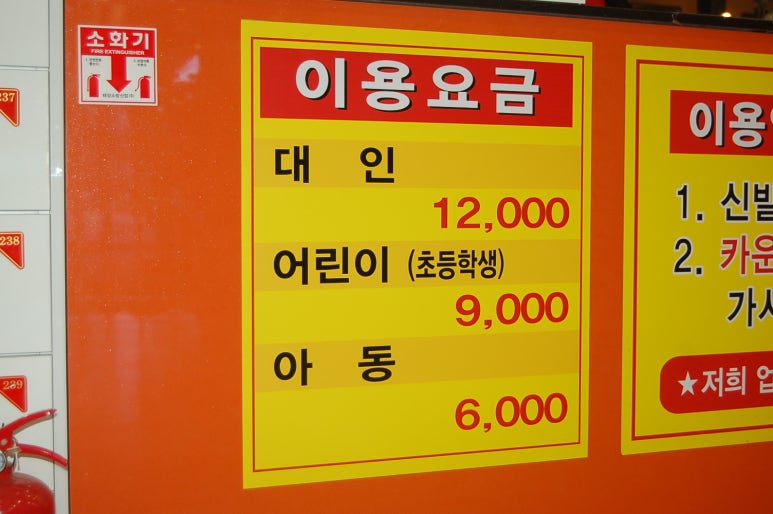 소화기
FIRE EXTINGUISHER
237
238
239
이용요금
대 인
12,000
어린이 (초등학생)
9,000
아 동
6,000
이용
1. 신발
2. 카운
가
★저희 업